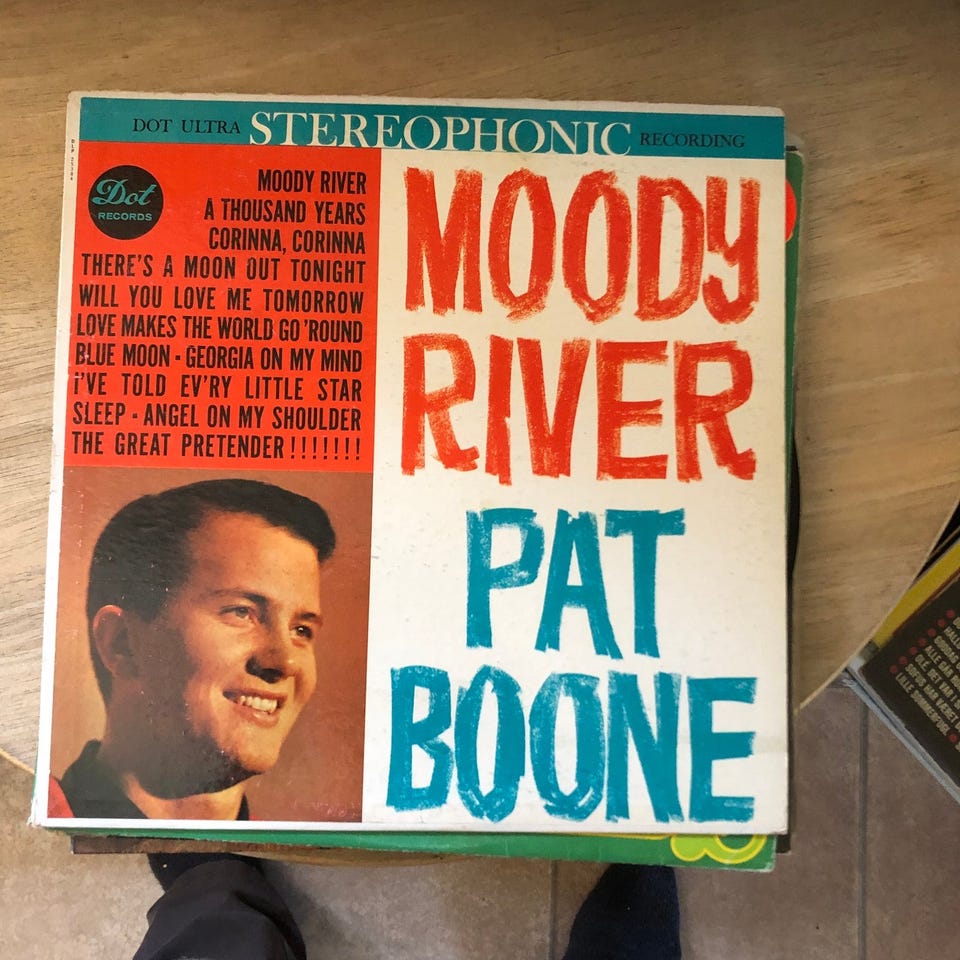 DOT ULTRA STEREOPHONIC RECORDING
Dot
RECORDS
MOODY RIVER
A THOUSAND YEARS
CORINNA, CORINNA
THERE'S A MOON OUT TONIGHT
WILL YOU LOVE ME TOMORROW
LOVE MAKES THE WORLD GO 'ROUND
BLUE MOON • GEORGIA ON MY MIND
I'VE TOLD EV'RY LITTLE STAR
SLEEP • ANGEL ON MY SHOULDER
THE GREAT PRETENDER!!!!!!!
MOODY
RIVER
PAT
BOONE